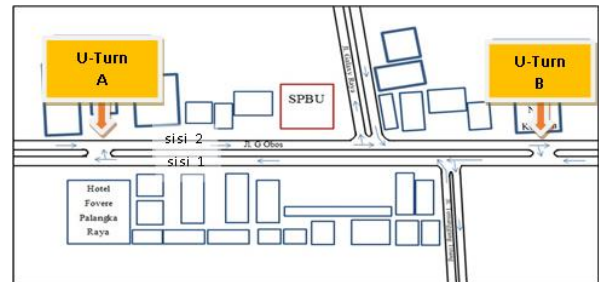 U-Turn
A
U-Turn
B
SPBU
sisi 2
Jl. G Obos
sisi 1
Hotel
Fovere
Palangka
Raya